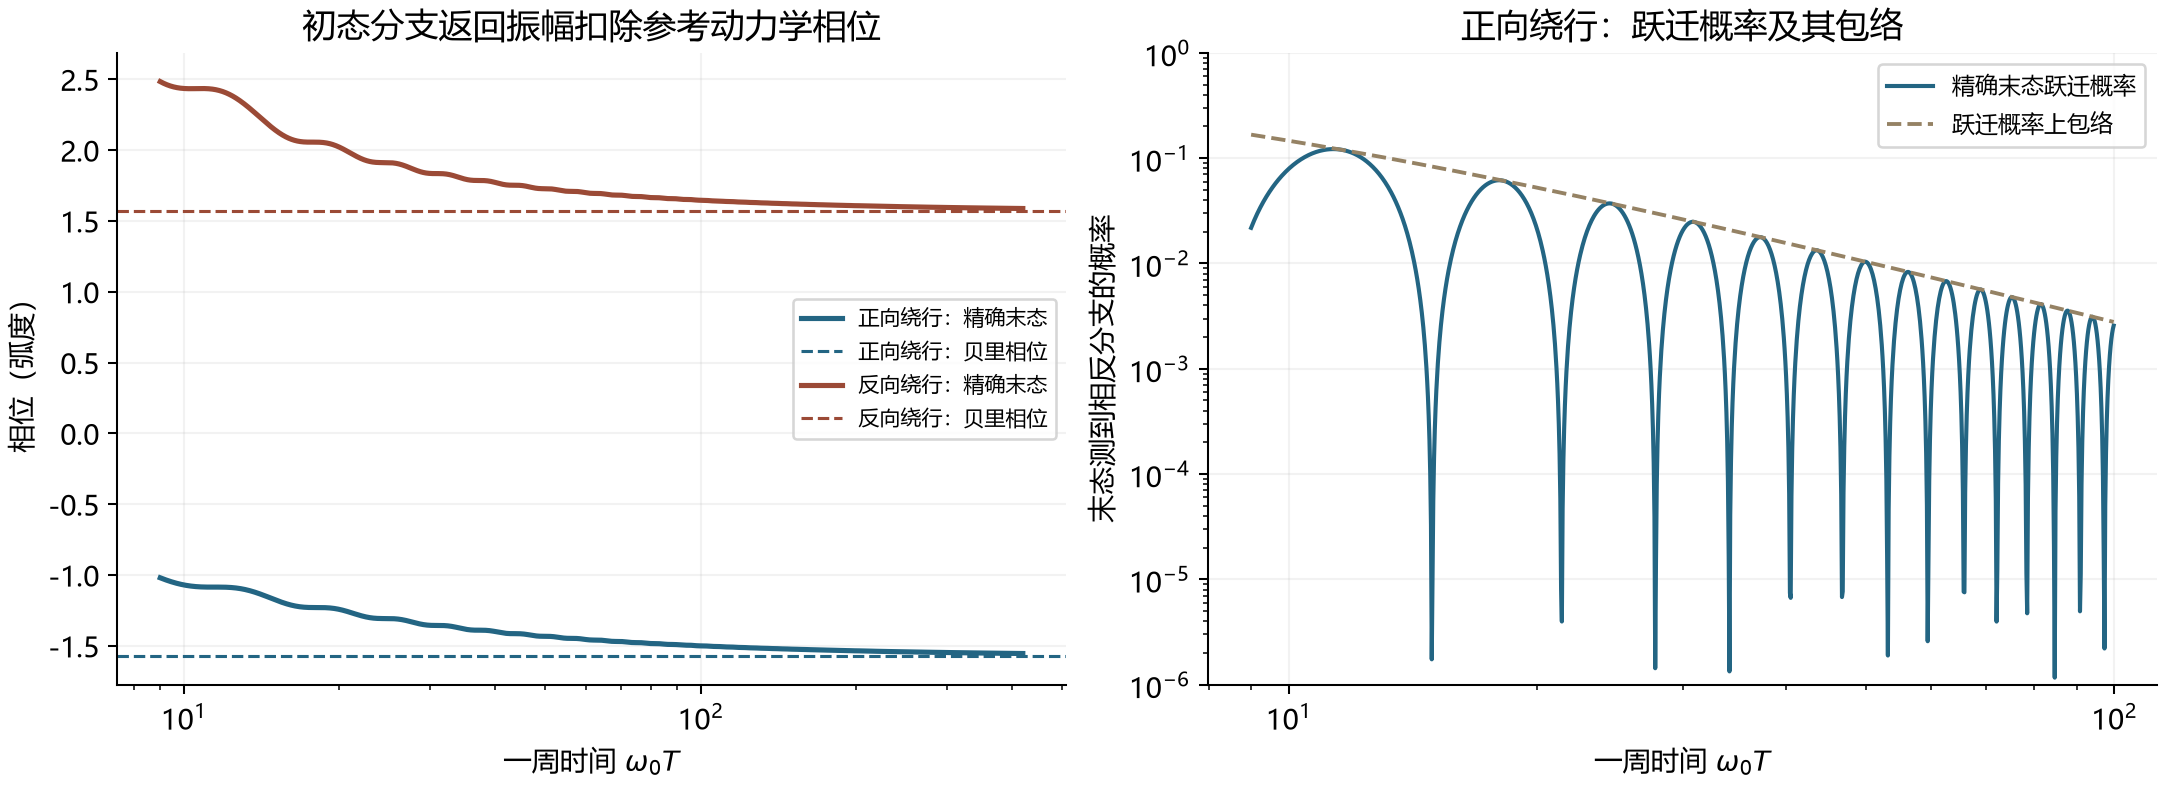 初态分支返回振幅扣除参考动力学相位
2.5
2.0
1.5
1.0
0.5
0.0
-0.5
-1.0
-1.5
相位（弧度）
正向绕行：精确末态
正向绕行：贝里相位
反向绕行：精确末态
反向绕行：贝里相位
10¹
10²
一周时间 ω₀T
正向绕行：跃迁概率及其包络
10⁰
10⁻¹
10⁻²
10⁻³
10⁻⁴
10⁻⁵
10⁻⁶
末态测到相反分支的概率
精确末态跃迁概率
跃迁概率上包络
10¹
10²
一周时间 ω₀T